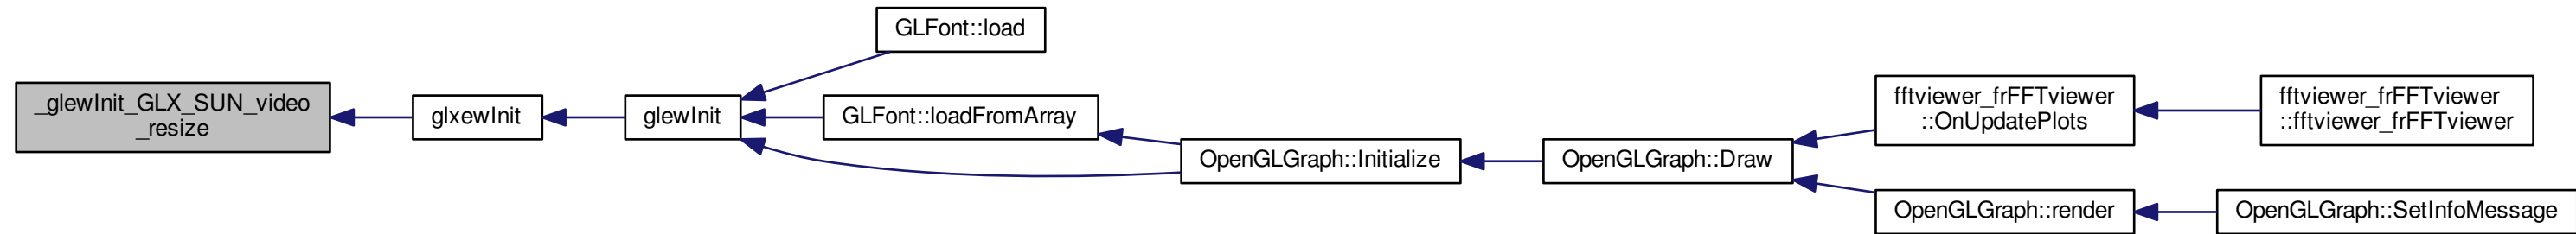 _glewInit_GLX_SUN_video
_resize
glxewInit
glewInit
GLFont::load
GLFont::loadFromArray
OpenGLGraph::Initialize
OpenGLGraph::Draw
fftviewer_frFFTviewer
::OnUpdatePlots
OpenGLGraph::render
fftviewer_frFFTviewer
::fftviewer_frFFTviewer
OpenGLGraph::SetInfoMessage